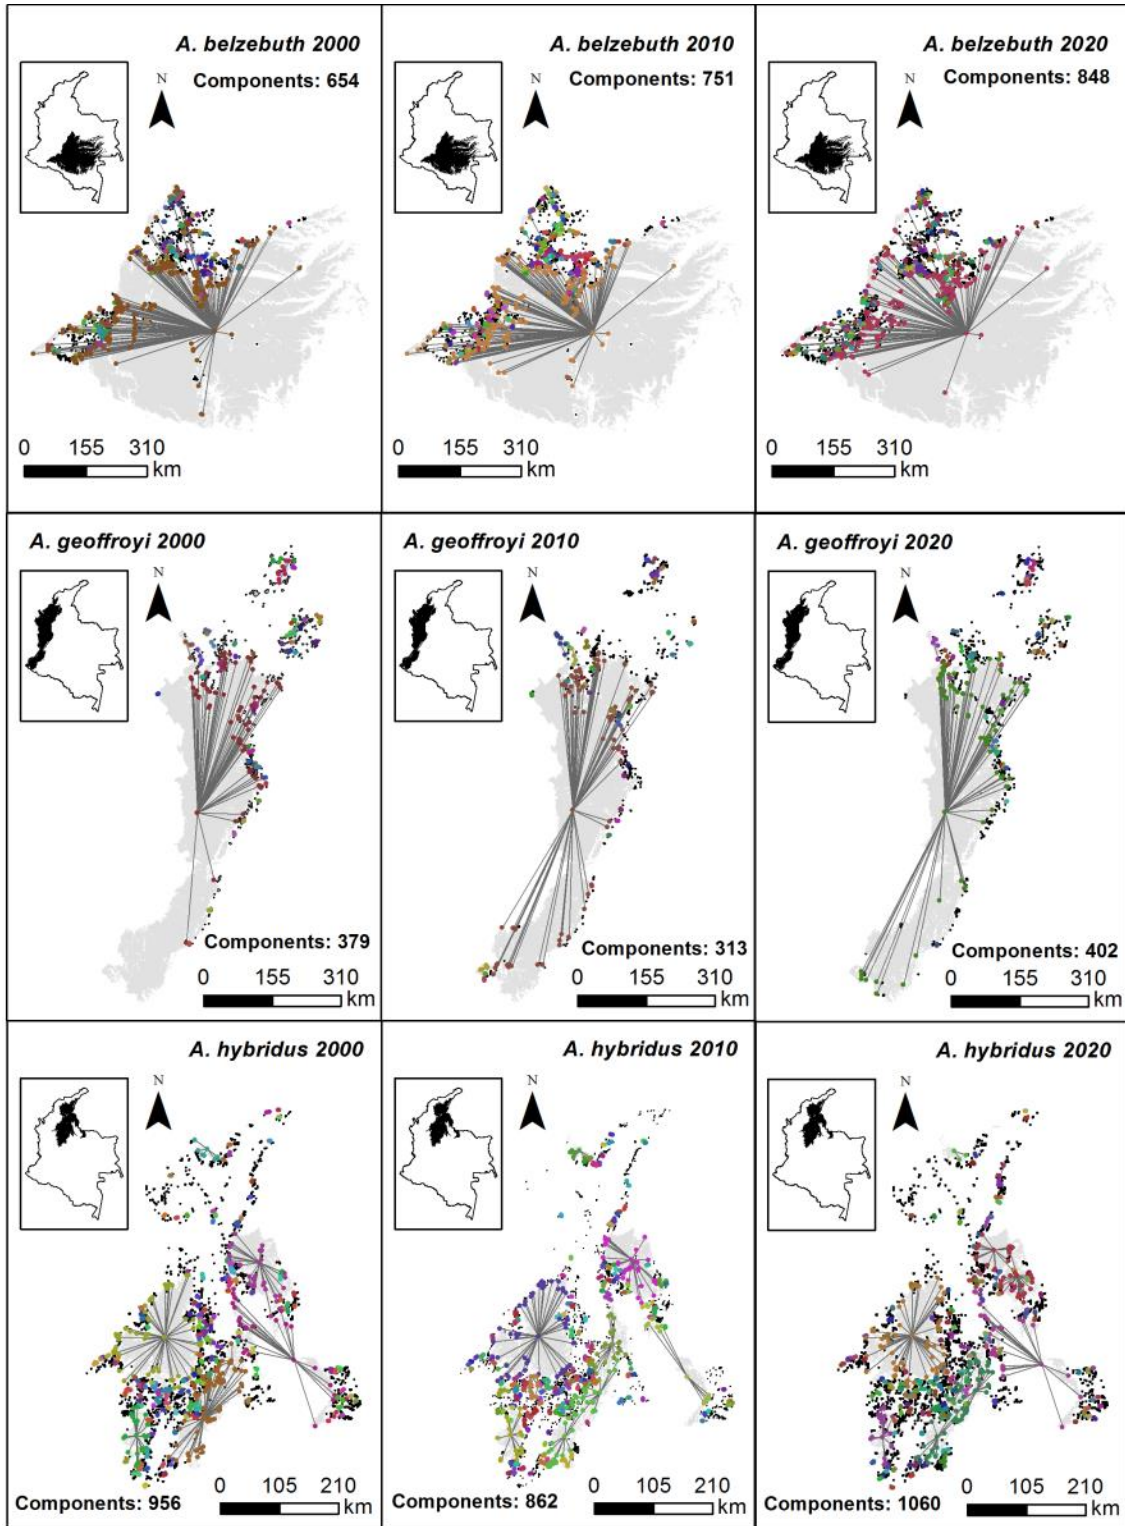 A. belzebuth 2000
Components: 654
N
0 155 310
km
A. belzebuth 2010
Components: 751
N
0 155 310
km
A. belzebuth 2020
Components: 848
N
0 155 310
km
A. geoffroyi 2000
N
Components: 379
0 155 310
km
A. geoffroyi 2010
N
Components: 313
0 155 310
km
A. geoffroyi 2020
N
Components: 402
0 155 310
km
A. hybridus 2000
N
0 105 210
Components: 956
km
A. hybridus 2010
N
0 105 210
Components: 862
km
A. hybridus 2020
N
0 105 210
Components: 1060
km